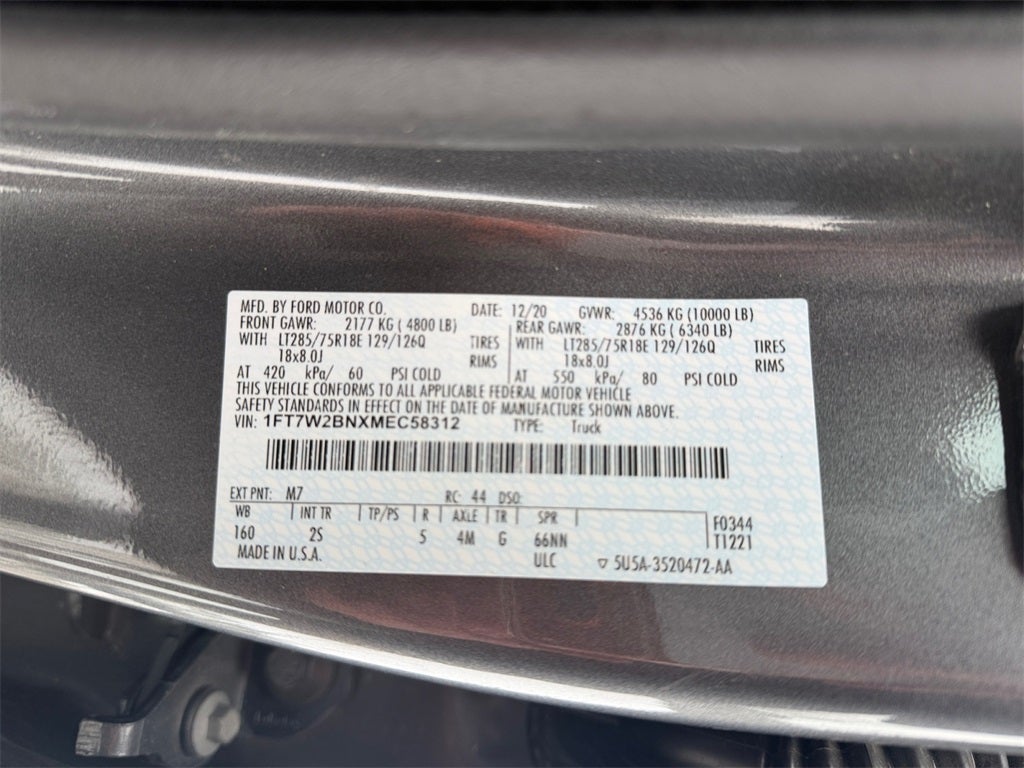 MFD. BY FORD MOTOR CO. DATE: 12/20 GVWR: 4536 KG (10000 LB)
FRONT GAWR: 2177 KG ( 4800 LB) REAR GAWR: 2876 KG ( 6340 LB)
WITH LT285/75R18E 129/126Q TIRES WITH LT285/75R18E 129/126Q TIRES
18x8.0J RIMS 18x8.0J RIMS
AT 420 kPa/ 60 PSI COLD AT 550 kPa/ 80 PSI COLD
THIS VEHICLE CONFORMS TO ALL APPLICABLE FEDERAL MOTOR VEHICLE
SAFETY STANDARDS IN EFFECT ON THE DATE OF MANUFACTURE SHOWN ABOVE.
VIN: 1FT7W2BNXMEC58312 TYPE: Truck
EXT PNT: M7 RC: 44 DSO:
WB INT TR TP/PS R AXLE TR SPR F0344
160 2S 5 4M G 66NN T1221
MADE IN U.S.A. ULC ▽ 5U5A-3520472-AA